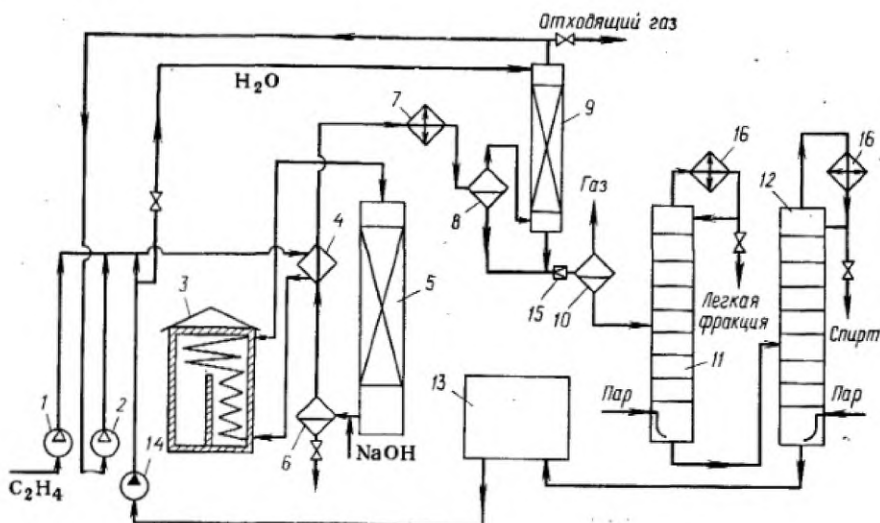 Отходящий газ
H₂O
7
9
16
16
12
Газ
8
4
5
3
15
10
Легкая
фракция
Спирт
11
13
Пар
Пар
1
2
14
6
NaOH
C₂H₄